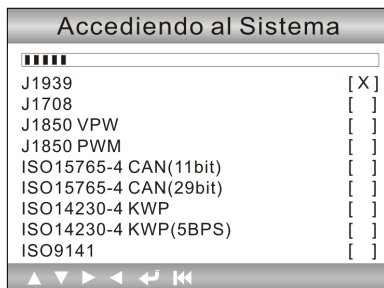 Accediendo al Sistema
J1939 [X]
J1708 [ ]
J1850 VPW [ ]
J1850 PWM [ ]
ISO15765-4 CAN(11bit) [ ]
ISO15765-4 CAN(29bit) [ ]
ISO14230-4 KWP [ ]
ISO14230-4 KWP(5BPS) [ ]
ISO9141 [ ]